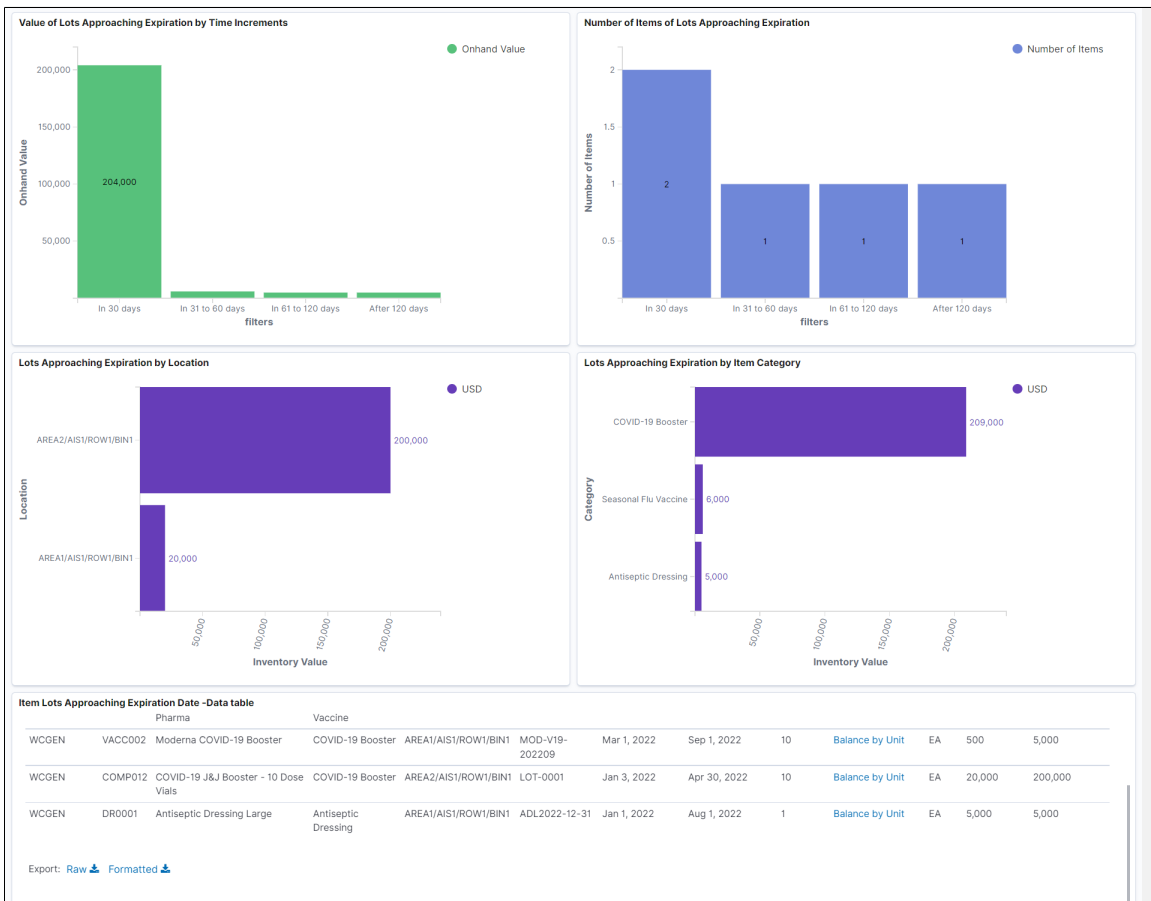 Value of Lots Approaching Expiration by Time Increments
Onhand Value
200,000
150,000
100,000
50,000
Onhand Value
204,000
In 30 days
In 31 to 60 days
In 61 to 120 days
After 120 days
filters
Number of Items of Lots Approaching Expiration
Number of Items
2
1.5
1
0.5
Number of Items
2
1
1
1
In 30 days
In 31 to 60 days
In 61 to 120 days
After 120 days
filters
Lots Approaching Expiration by Location
USD
Location
AREA2/AIS1/ROW1/BIN1
200,000
AREA1/AIS1/ROW1/BIN1
20,000
50,000
100,000
150,000
200,000
Inventory Value
Lots Approaching Expiration by Item Category
USD
Category
COVID-19 Booster
209,000
Seasonal Flu Vaccine
6,000
Antiseptic Dressing
5,000
50,000
100,000
150,000
200,000
Inventory Value
Item Lots Approaching Expiration Date -Data table
Pharma Vaccine
WCGEN VACC002 Moderna COVID-19 Booster COVID-19 Booster AREA1/AIS1/ROW1/BIN1 MOD-V19- Mar 1, 2022 Sep 1, 2022 10 Balance by Unit EA 500 5,000
202209
WCGEN COMP012 COVID-19 J&J Booster - 10 Dose COVID-19 Booster AREA2/AIS1/ROW1/BIN1 LOT-0001 Jan 3, 2022 Apr 30, 2022 10 Balance by Unit EA 20,000 200,000
Vials
WCGEN DR0001 Antiseptic Dressing Large Antiseptic AREA1/AIS1/ROW1/BIN1 ADL2022-12-31 Jan 1, 2022 Aug 1, 2022 1 Balance by Unit EA 5,000 5,000
Dressing
Export: Raw Formatted